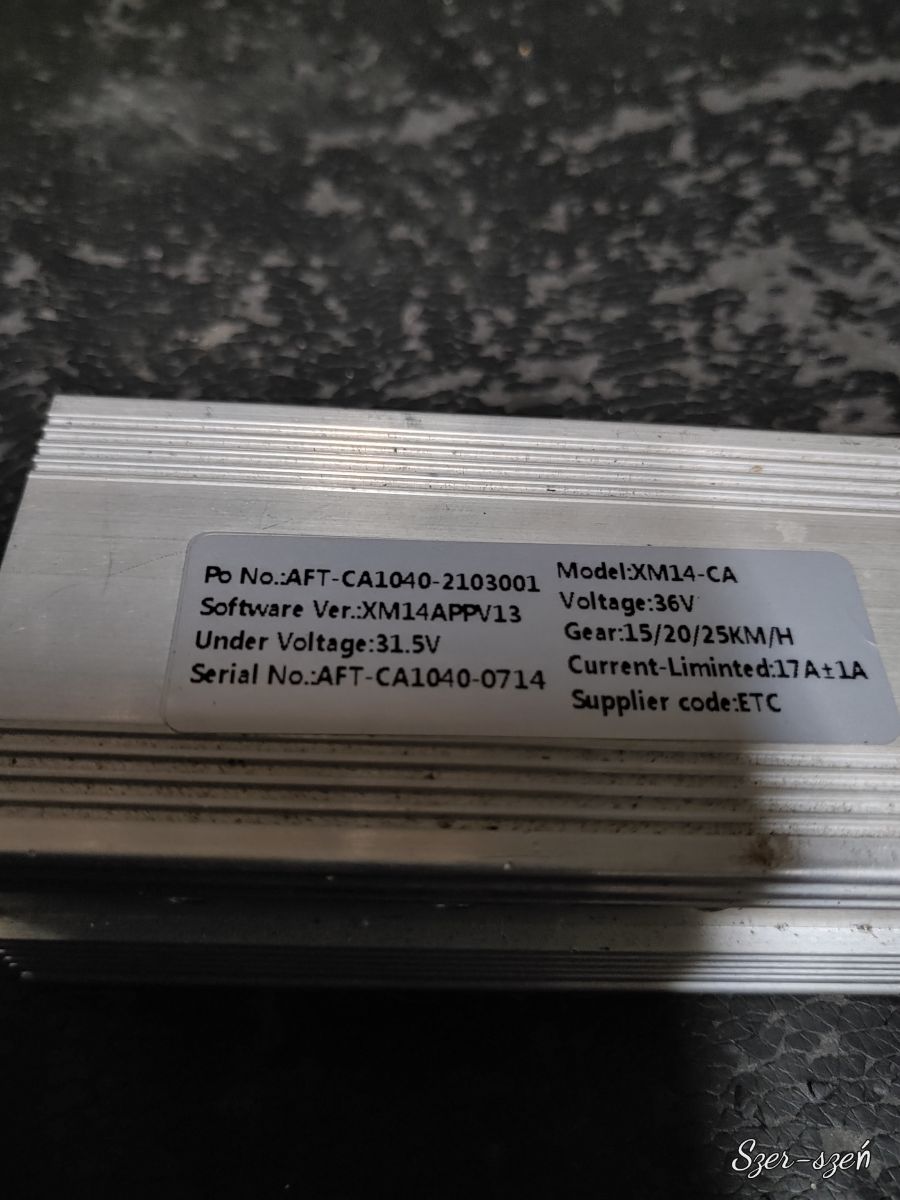 Po No.:AFT-CA1040-2103001
Software Ver.:XM14APPV13
Under Voltage:31.5V
Serial No.:AFT-CA1040-0714
Model:XM14-CA
Voltage:36V
Gear:15/20/25KM/H
Current-Liminted:17A±1A
Supplier code:ETC
Szer-szeń